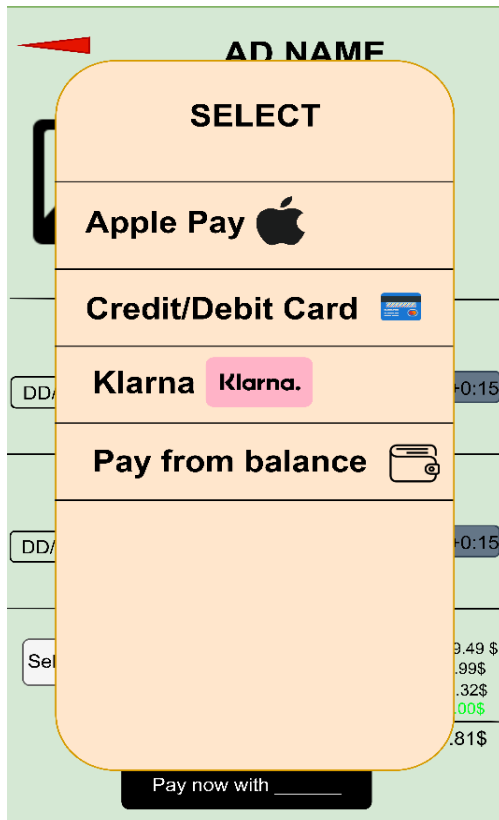 AD NAME
SELECT
Apple Pay
Credit/Debit Card
Klarna Klarna.
Pay from balance
DD/
+0:15
DD/
+0:15
Sel
9.49 $
.99$
.32$
.00$
.81$
Pay now with ______